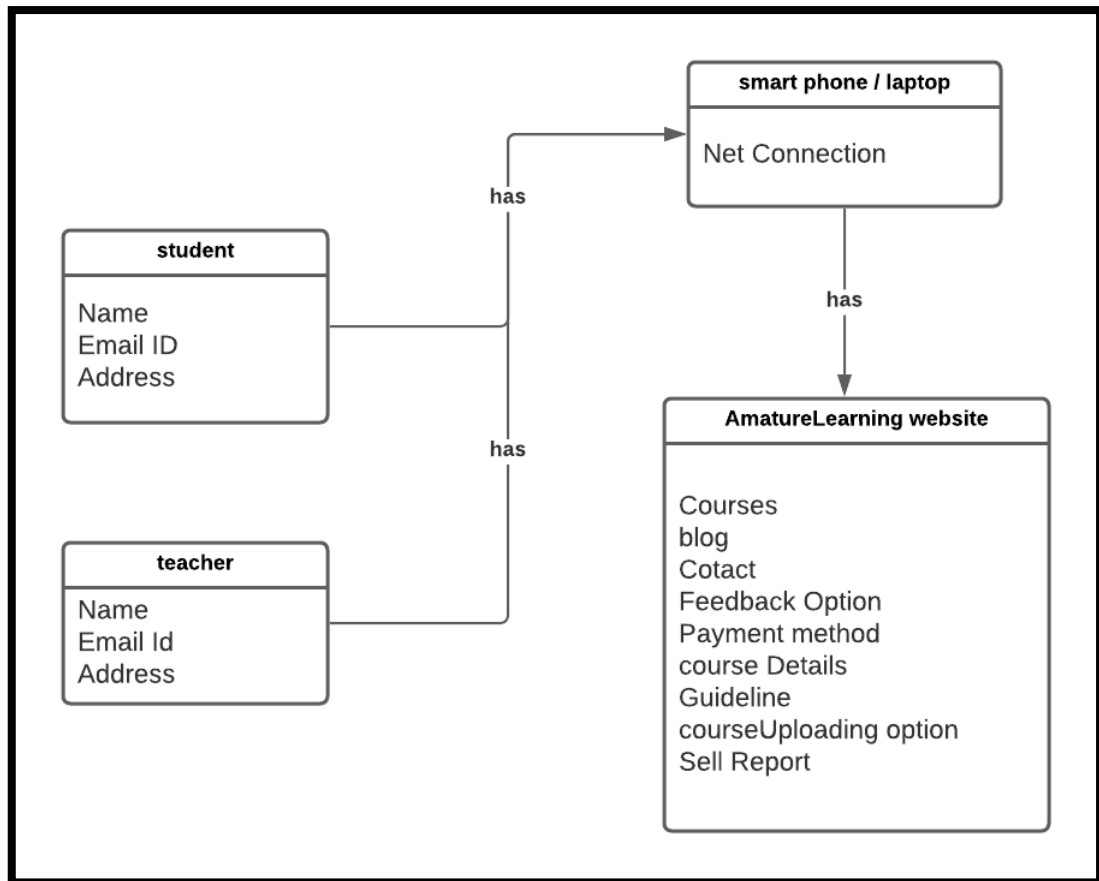 smart phone / laptop
Net Connection
has
student
Name
Email ID
Address
has
has
teacher
Name
Email Id
Address
AmatureLearning website
Courses
blog
Cotact
Feedback Option
Payment method
course Details
Guideline
courseUploading option
Sell Report